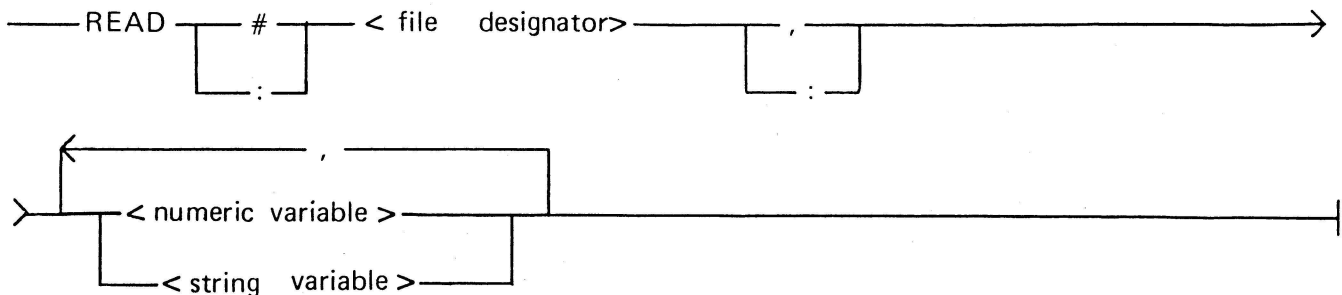 READ # < file designator> ,
: :
,
< numeric variable >
< string variable >